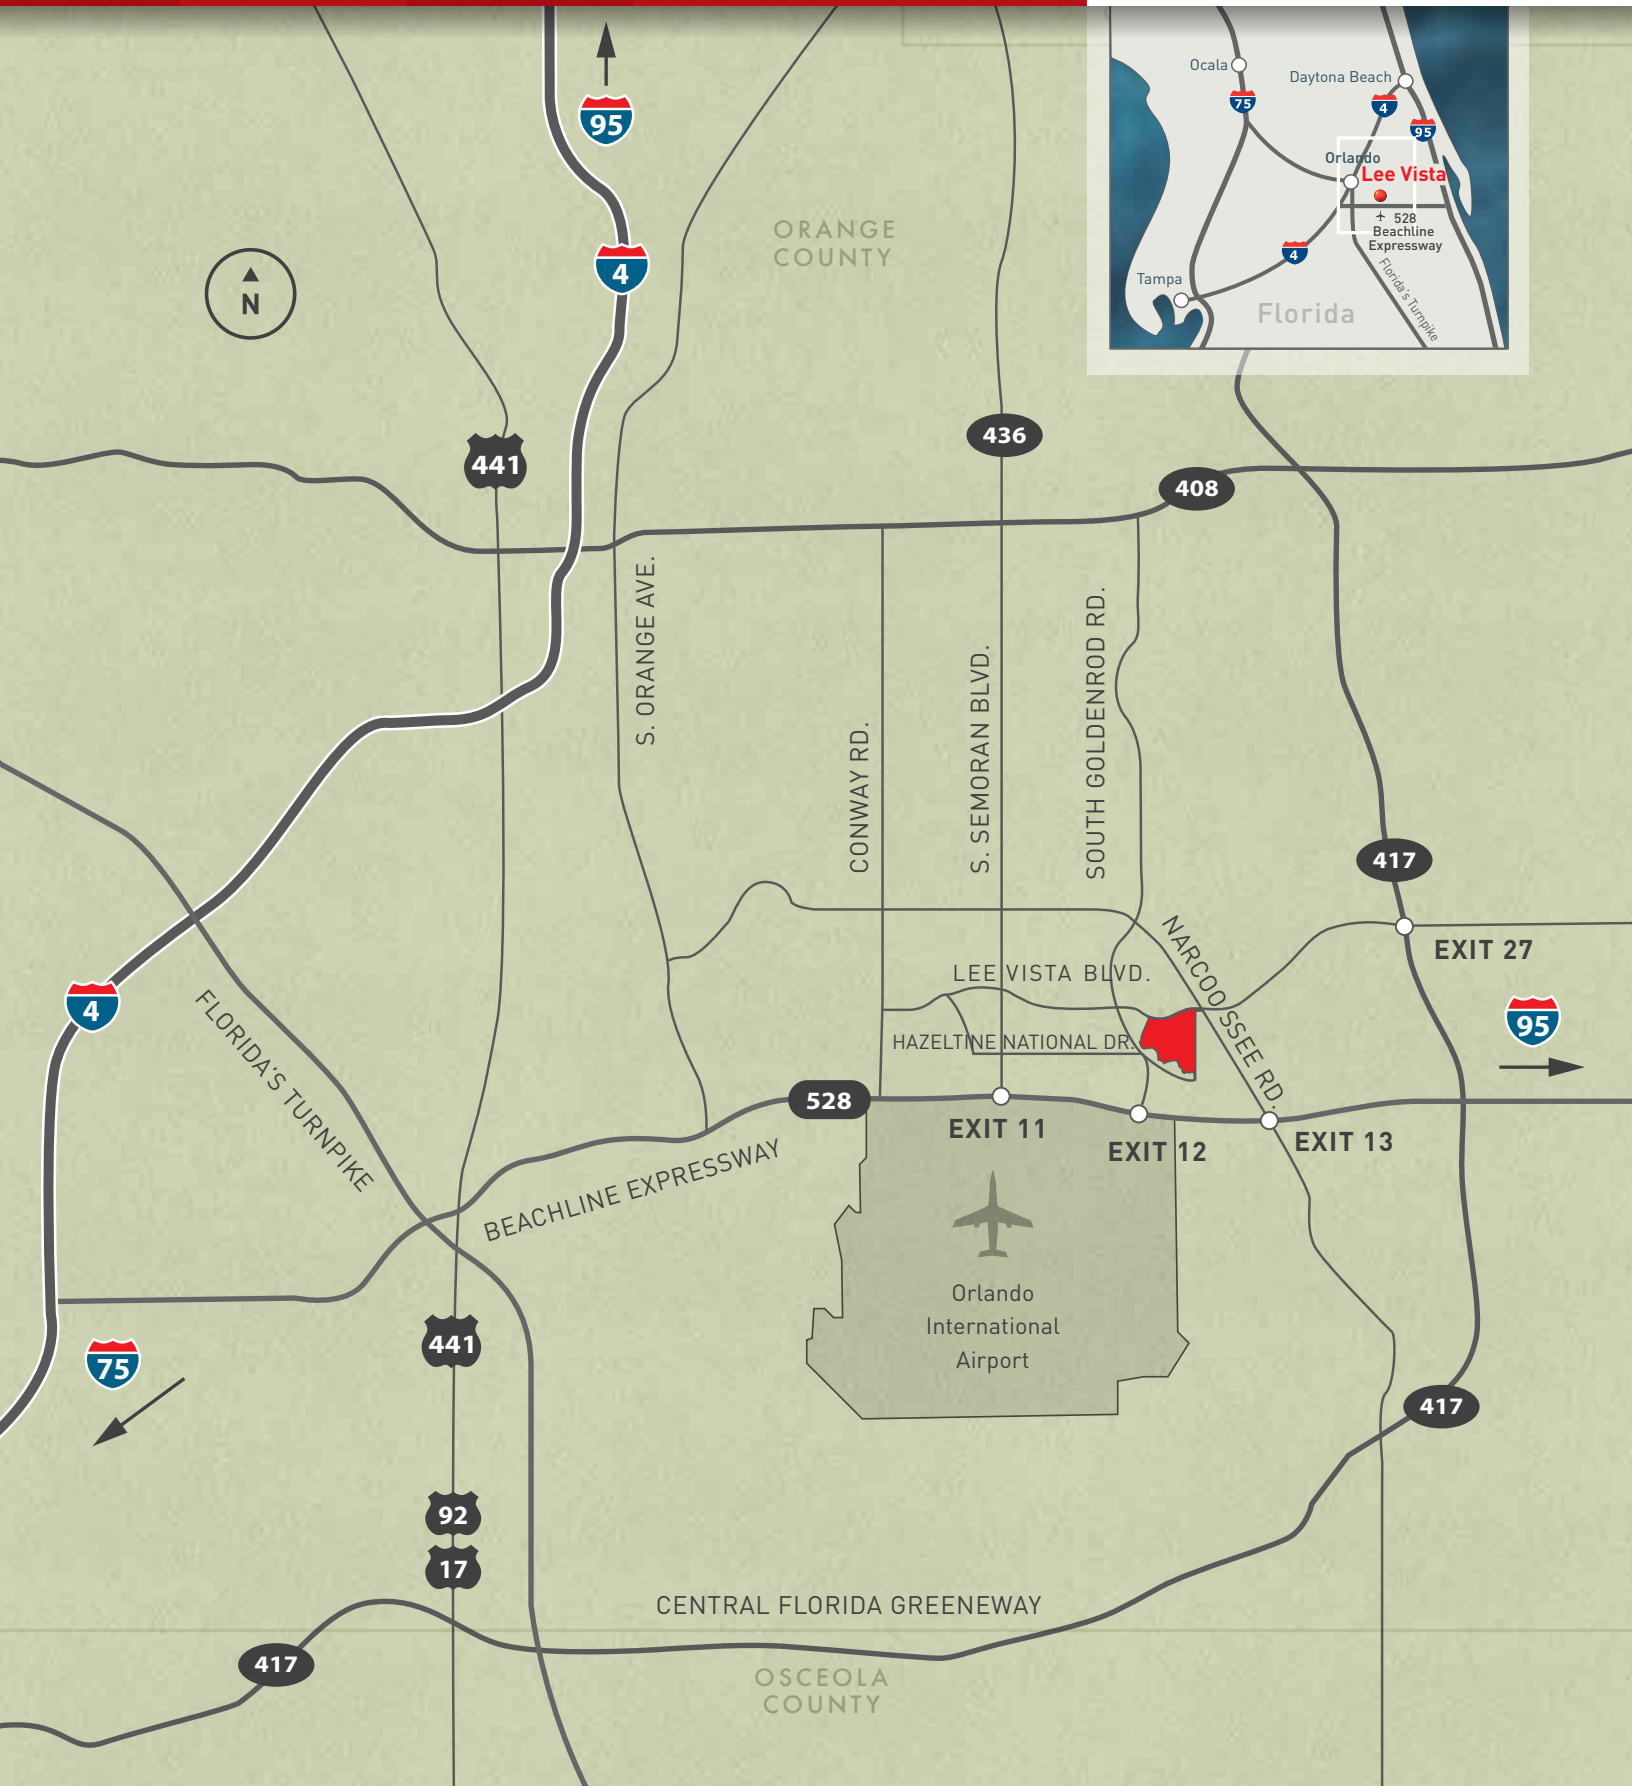 95
Ocala
Daytona Beach
75
4
95
Orlando
Lee Vista
528
Beachline
Expressway
4
Florida's Turnpike
Tampa
Florida
ORANGE
COUNTY
4
N
436
441
408
S. ORANGE AVE.
CONWAY RD.
S. SEMORAN BLVD.
SOUTH GOLDENROD RD.
417
EXIT 27
NARCOOSSEE RD.
LEE VISTA BLVD.
4
95
HAZELTINE NATIONAL DR.
FLORIDA'S TURNPIKE
528
EXIT 11
EXIT 12
EXIT 13
BEACHLINE EXPRESSWAY
Orlando
International
Airport
441
75
417
92
17
CENTRAL FLORIDA GREENEWAY
417
OSCEOLA
COUNTY